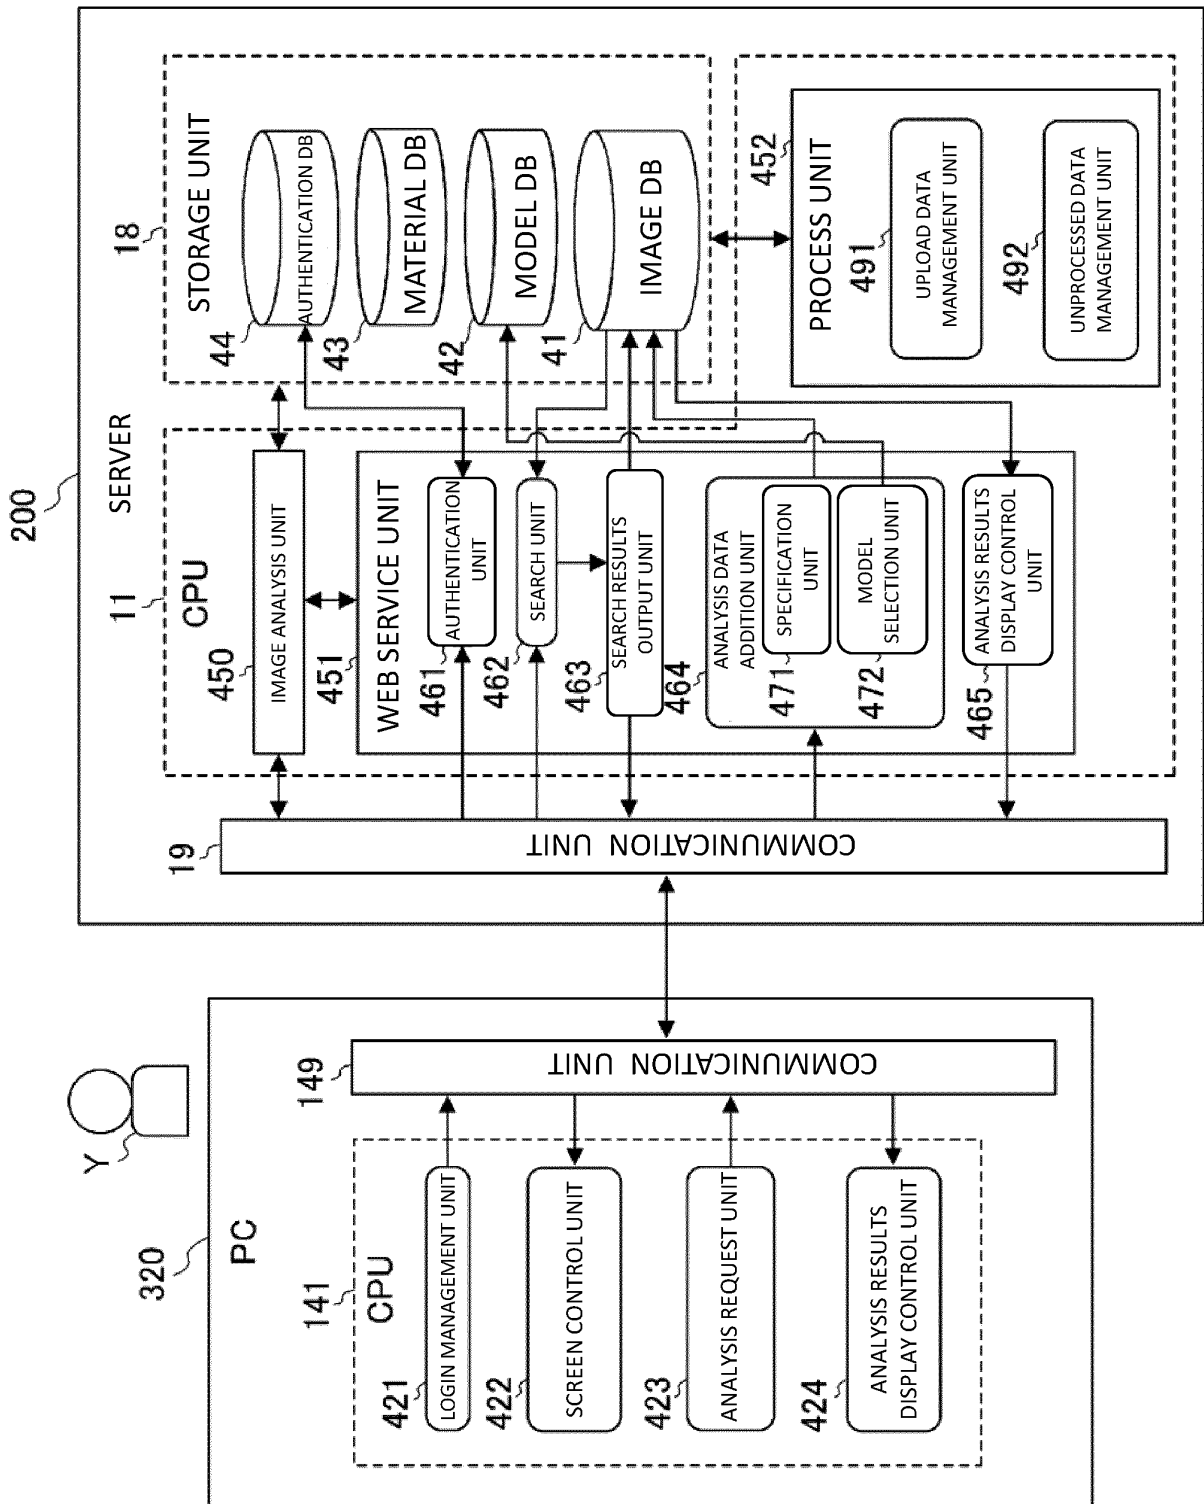 Y
320
PC
141
CPU
421
LOGIN MANAGEMENT UNIT
422
SCREEN CONTROL UNIT
423
ANALYSIS REQUEST UNIT
424
ANALYSIS RESULTS
DISPLAY CONTROL UNIT
149
COMMUNICATION UNIT
200
SERVER
19
COMMUNICATION UNIT
11
CPU
450
IMAGE ANALYSIS UNIT
451
WEB SERVICE UNIT
461
AUTHENTICATION
UNIT
462
SEARCH UNIT
463
SEARCH RESULTS
OUTPUT UNIT
464
ANALYSIS DATA
ADDITION UNIT
471
SPECIFICATION
UNIT
472
MODEL
SELECTION UNIT
465
ANALYSIS RESULTS
DISPLAY CONTROL
UNIT
18
STORAGE UNIT
44
AUTHENTICATION DB
43
MATERIAL DB
42
MODEL DB
41
IMAGE DB
452
PROCESS UNIT
491
UPLOAD DATA
MANAGEMENT UNIT
492
UNPROCESSED DATA
MANAGEMENT UNIT